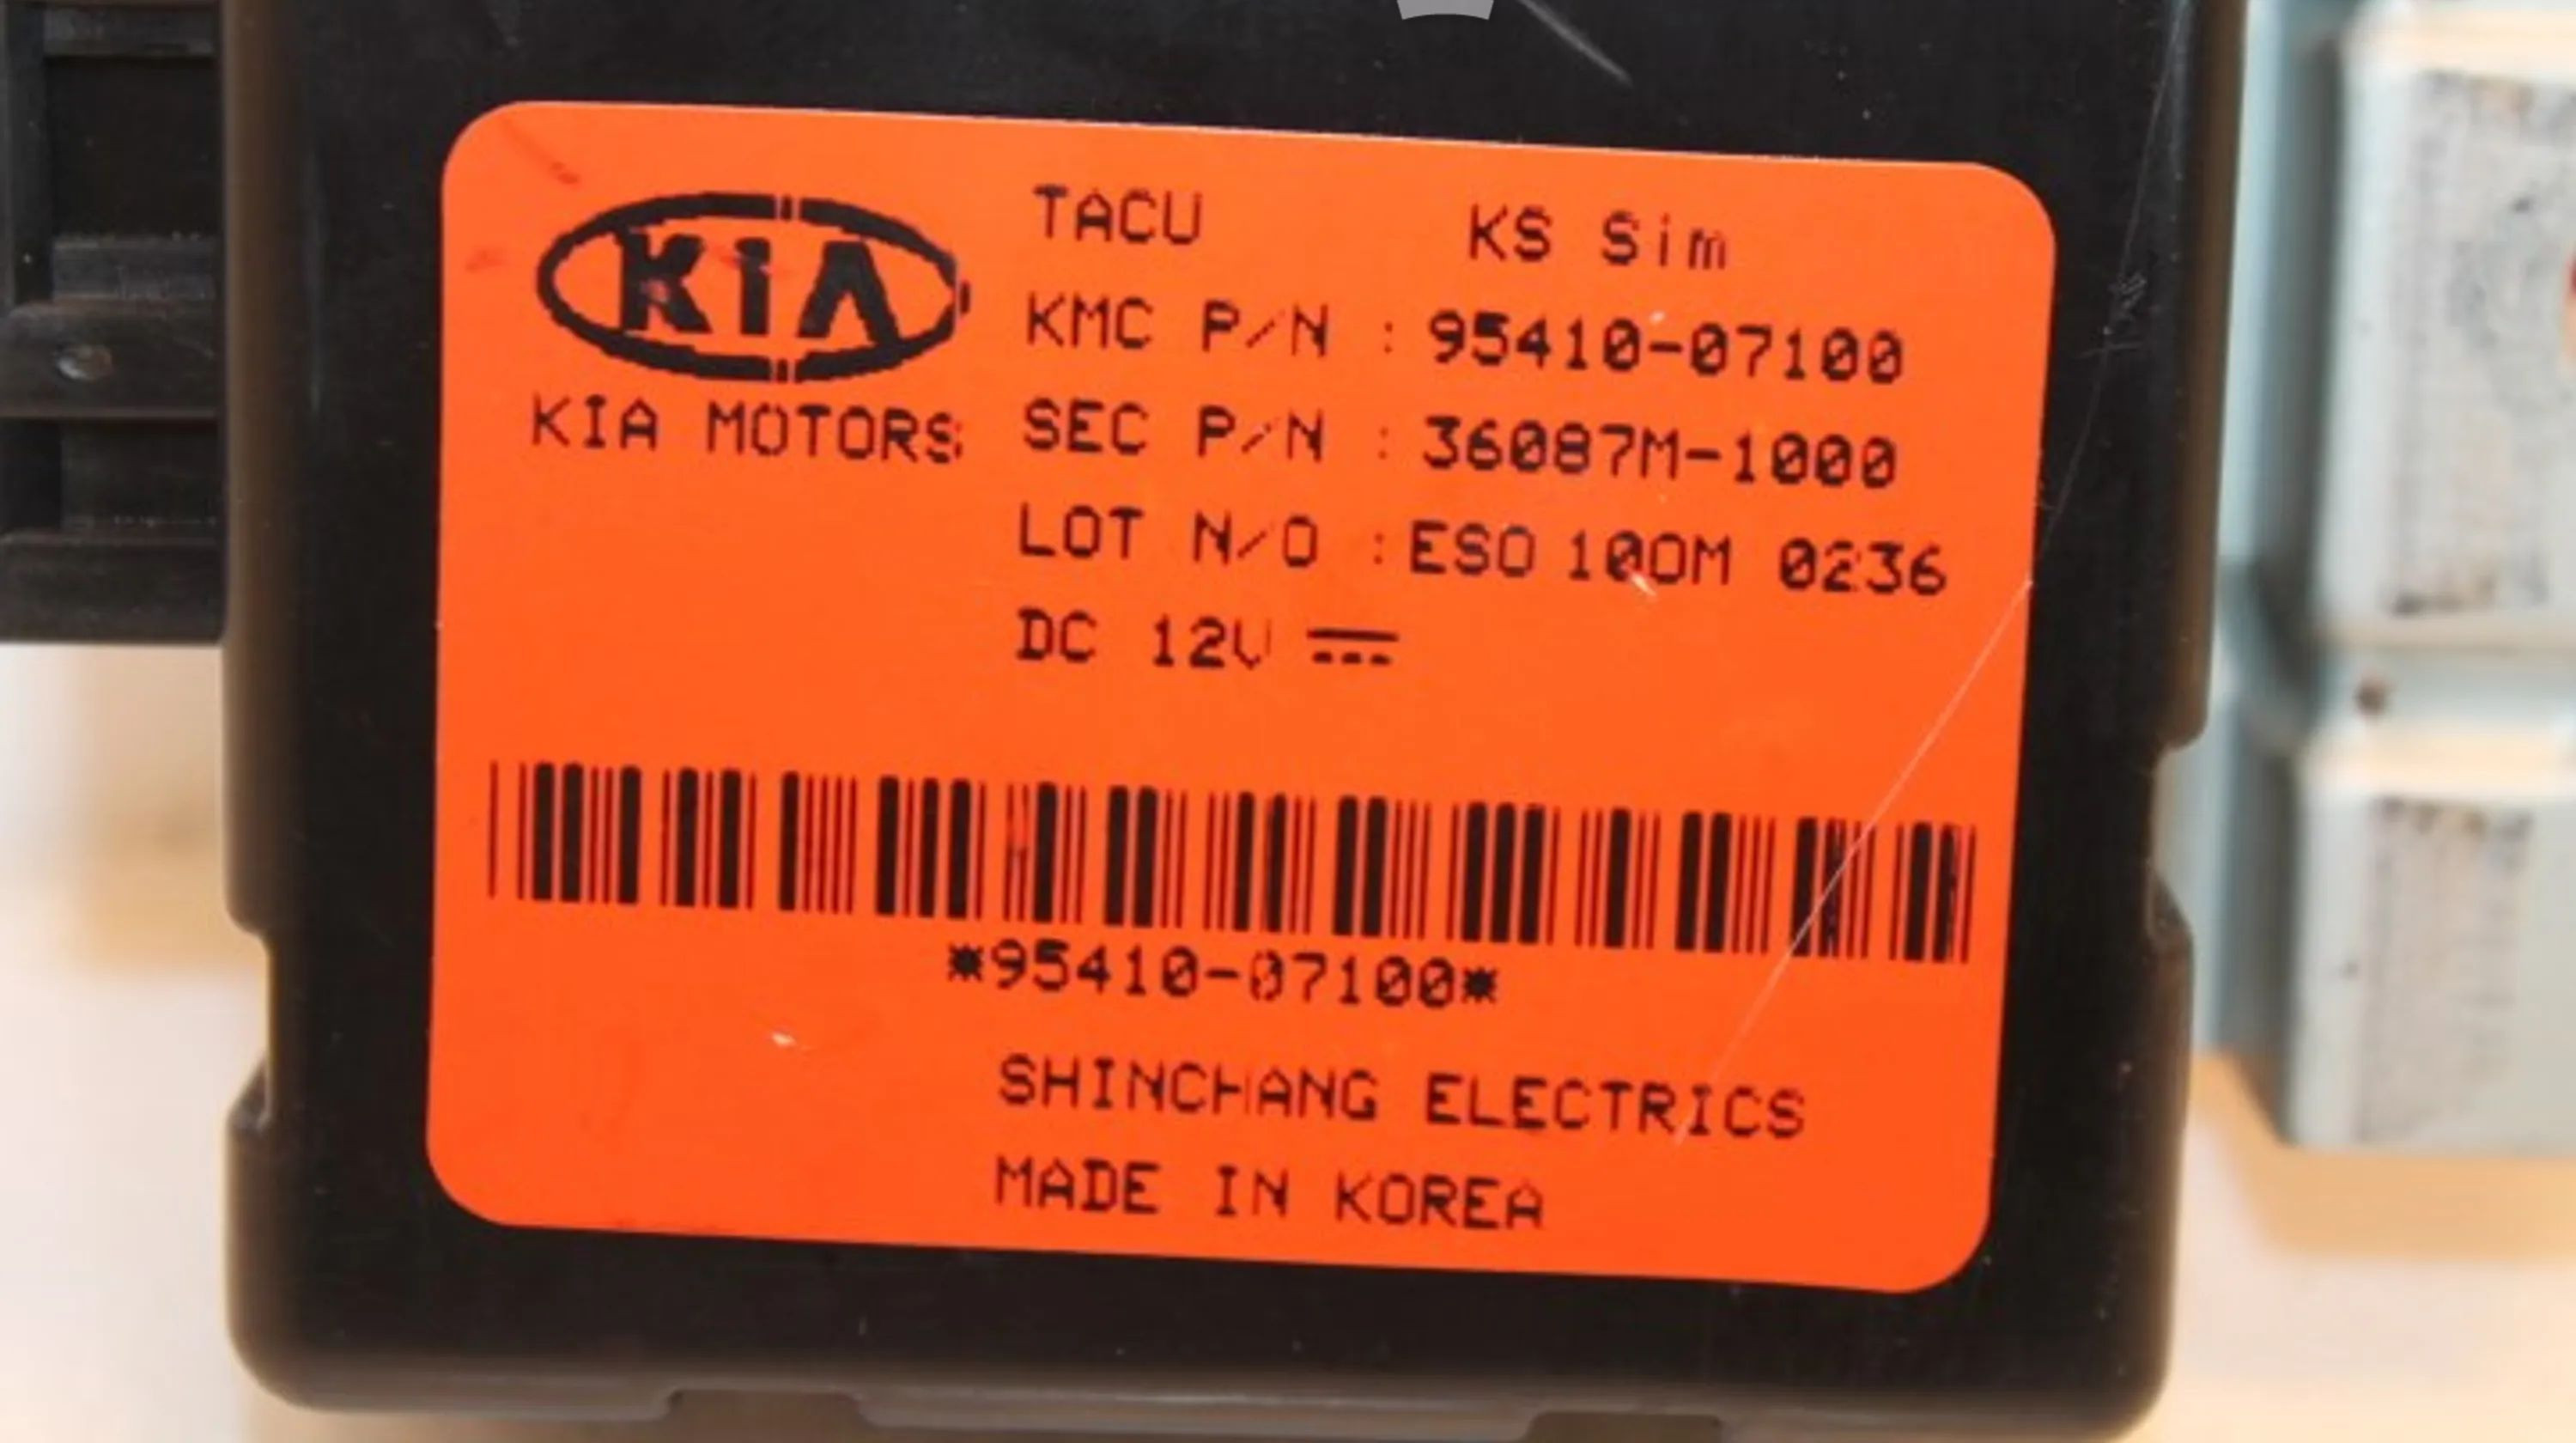 KIA
KIA MOTORS
TACU KS Sim
KMC P/N : 95410-07100
SEC P/N : 36087M-1000
LOT N/O : ESO 100M 0236
DC 12V ⎓
*95410-07100*
SHINCHANG ELECTRICS
MADE IN KOREA